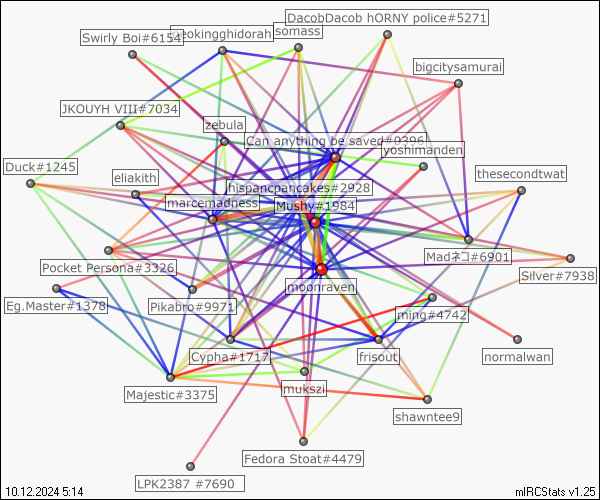 DacobDacob hORNY police#5271
Swirly Boi#6154
geokingghidorah
somass
bigcitysamurai
JKOUYH VIII#7034
zebula
Can anything be saved#0396
yoshimanden
Duck#1245
eliakith
hispancpancakes#2928
thesecondtwat
marcemadness
Mushy#1984
Pocket Persona#3326
Madネコ#6901
Silver#7938
moonraven
Eg.Master#1378
Pikabro#9971
ming#4742
Cypha#1717
frisout
normalwan
Majestic#3375
mukszi
shawntee9
Fedora Stoat#4479
LPK2387 #7690
10.12.2024 5:14
mIRCStats v1.25